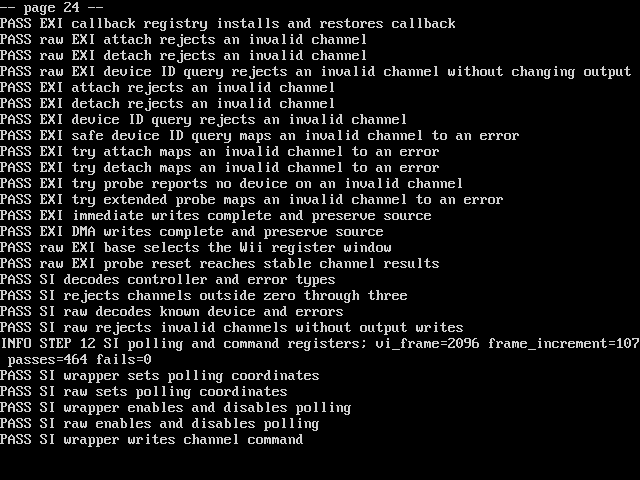 -- page 24 --
PASS EXI callback registry installs and restores callback
PASS raw EXI attach rejects an invalid channel
PASS raw EXI detach rejects an invalid channel
PASS raw EXI device ID query rejects an invalid channel without changing output
PASS EXI attach rejects an invalid channel
PASS EXI detach rejects an invalid channel
PASS EXI device ID query rejects an invalid channel
PASS EXI safe device ID query maps an invalid channel to an error
PASS EXI try attach maps an invalid channel to an error
PASS EXI try detach maps an invalid channel to an error
PASS EXI try probe reports no device on an invalid channel
PASS EXI try extended probe maps an invalid channel to an error
PASS EXI immediate writes complete and preserve source
PASS EXI DMA writes complete and preserve source
PASS raw EXI base selects the Wii register window
PASS raw EXI probe reset reaches stable channel results
PASS SI decodes controller and error types
PASS SI rejects channels outside zero through three
PASS SI raw decodes known device and errors
PASS SI raw rejects invalid channels without output writes
INFO STEP 12 SI polling and command registers; vi_frame=2096 frame_increment=107
 passes=464 fails=0
PASS SI wrapper sets polling coordinates
PASS SI raw sets polling coordinates
PASS SI wrapper enables and disables polling
PASS SI raw enables and disables polling
PASS SI wrapper writes channel command